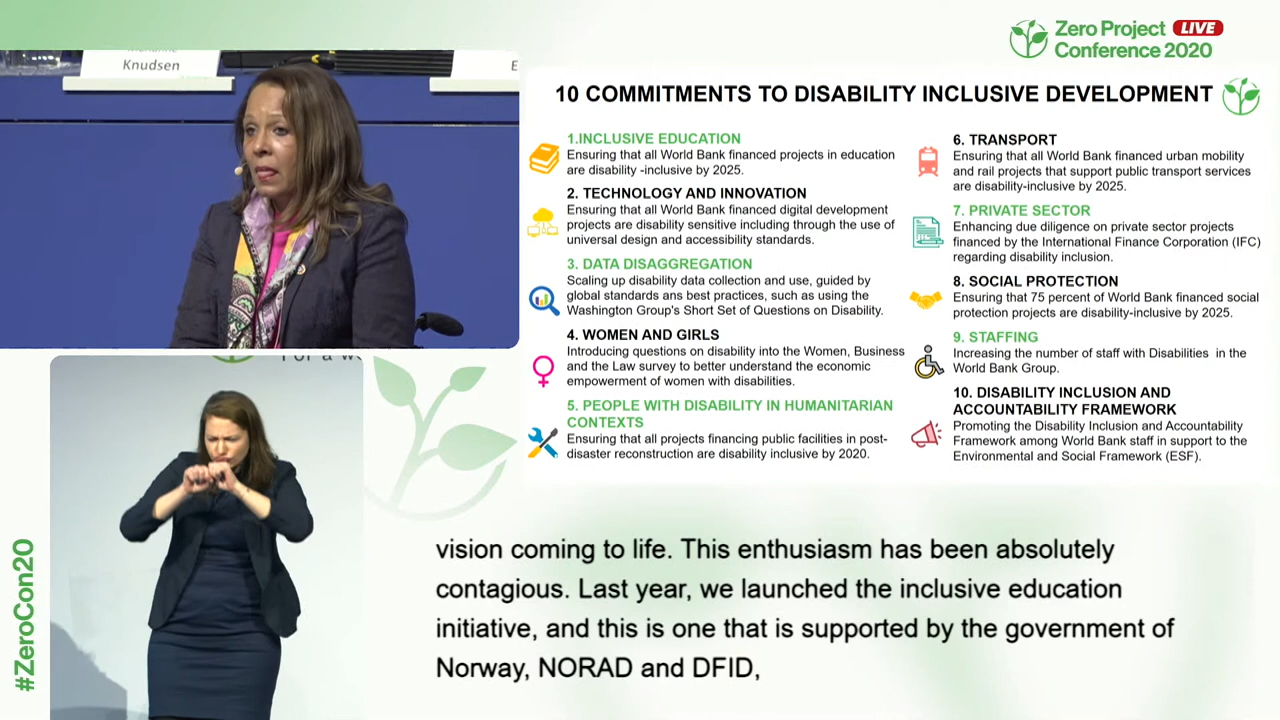 Zero Project LIVE
Conference 2020
Knudsen
E
10 COMMITMENTS TO DISABILITY INCLUSIVE DEVELOPMENT
1.INCLUSIVE EDUCATION
Ensuring that all World Bank financed projects in education
are disability -inclusive by 2025.
2. TECHNOLOGY AND INNOVATION
Ensuring that all World Bank financed digital development
projects are disability sensitive including through the use of
universal design and accessibility standards.
3. DATA DISAGGREGATION
Scaling up disability data collection and use, guided by
global standards ans best practices, such as using the
Washington Group's Short Set of Questions on Disability.
4. WOMEN AND GIRLS
Introducing questions on disability into the Women, Business
and the Law survey to better understand the economic
empowerment of women with disabilities.
5. PEOPLE WITH DISABILITY IN HUMANITARIAN
CONTEXTS
Ensuring that all projects financing public facilities in post-
disaster reconstruction are disability inclusive by 2020.
6. TRANSPORT
Ensuring that all World Bank financed urban mobility
and rail projects that support public transport services
are disability-inclusive by 2025.
7. PRIVATE SECTOR
Enhancing due diligence on private sector projects
financed by the International Finance Corporation (IFC)
regarding disability inclusion.
8. SOCIAL PROTECTION
Ensuring that 75 percent of World Bank financed social
protection projects are disability-inclusive by 2025.
9. STAFFING
Increasing the number of staff with Disabilities in the
World Bank Group.
10. DISABILITY INCLUSION AND
ACCOUNTABILITY FRAMEWORK
Promoting the Disability Inclusion and Accountability
Framework among World Bank staff in support to the
Environmental and Social Framework (ESF).
For a
#ZeroCon20
vision coming to life. This enthusiasm has been absolutely
contagious. Last year, we launched the inclusive education
initiative, and this is one that is supported by the government of
Norway, NORAD and DFID,